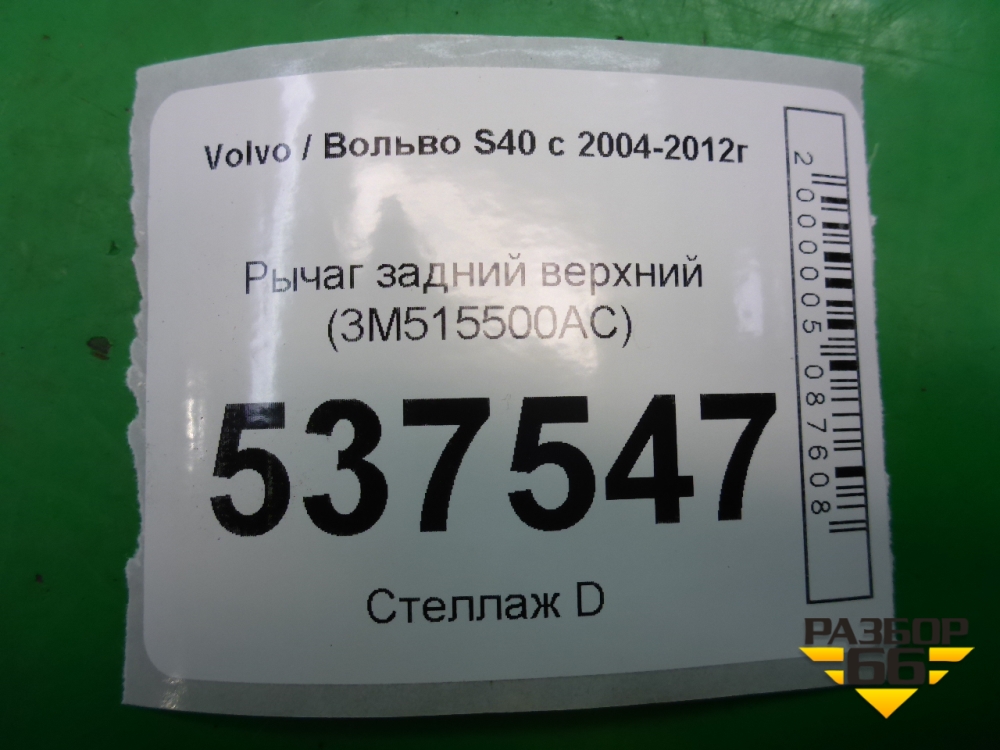 Volvo / Вольво S40 с 2004-2012г
Рычаг задний верхний
(3M515500AC)
537547
Стеллаж D
2000005087608
РАЗБОР
66